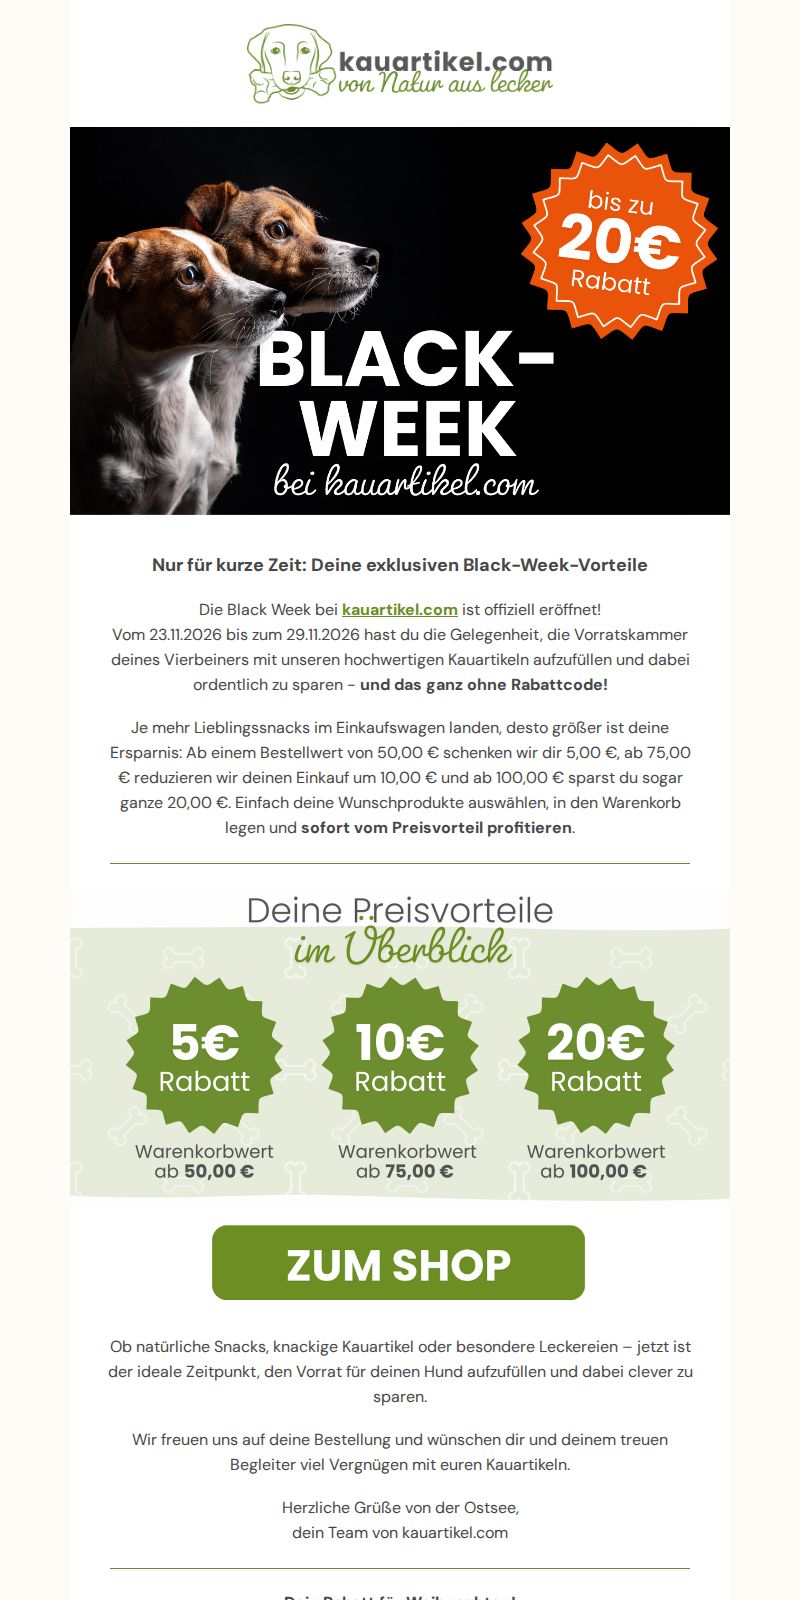 kauartikel.com
von Natur aus lecker
bis zu
20€
Rabatt
BLACK-
WEEK
bei kauartikel.com
Nur für kurze Zeit: Deine exklusiven Black-Week-Vorteile
Die Black Week bei kauartikel.com ist offiziell eröffnet!
Vom 23.11.2026 bis zum 29.11.2026 hast du die Gelegenheit, die Vorratskammer
deines Vierbeiners mit unseren hochwertigen Kauartikeln aufzufüllen und dabei
ordentlich zu sparen - und das ganz ohne Rabattcode!
Je mehr Lieblingssnacks im Einkaufswagen landen, desto größer ist deine
Ersparnis: Ab einem Bestellwert von 50,00 € schenken wir dir 5,00 €, ab 75,00
€ reduzieren wir deinen Einkauf um 10,00 € und ab 100,00 € sparst du sogar
ganze 20,00 €. Einfach deine Wunschprodukte auswählen, in den Warenkorb
legen und sofort vom Preisvorteil profitieren.
Deine Preisvorteile
im Überblick
5€
Rabatt
Warenkorbwert
ab 50,00 €
10€
Rabatt
Warenkorbwert
ab 75,00 €
20€
Rabatt
Warenkorbwert
ab 100,00 €
ZUM SHOP
Ob natürliche Snacks, knackige Kauartikel oder besondere Leckereien – jetzt ist
der ideale Zeitpunkt, den Vorrat für deinen Hund aufzufüllen und dabei clever zu
sparen.
Wir freuen uns auf deine Bestellung und wünschen dir und deinem treuen
Begleiter viel Vergnügen mit euren Kauartikeln.
Herzliche Grüße von der Ostsee,
dein Team von kauartikel.com